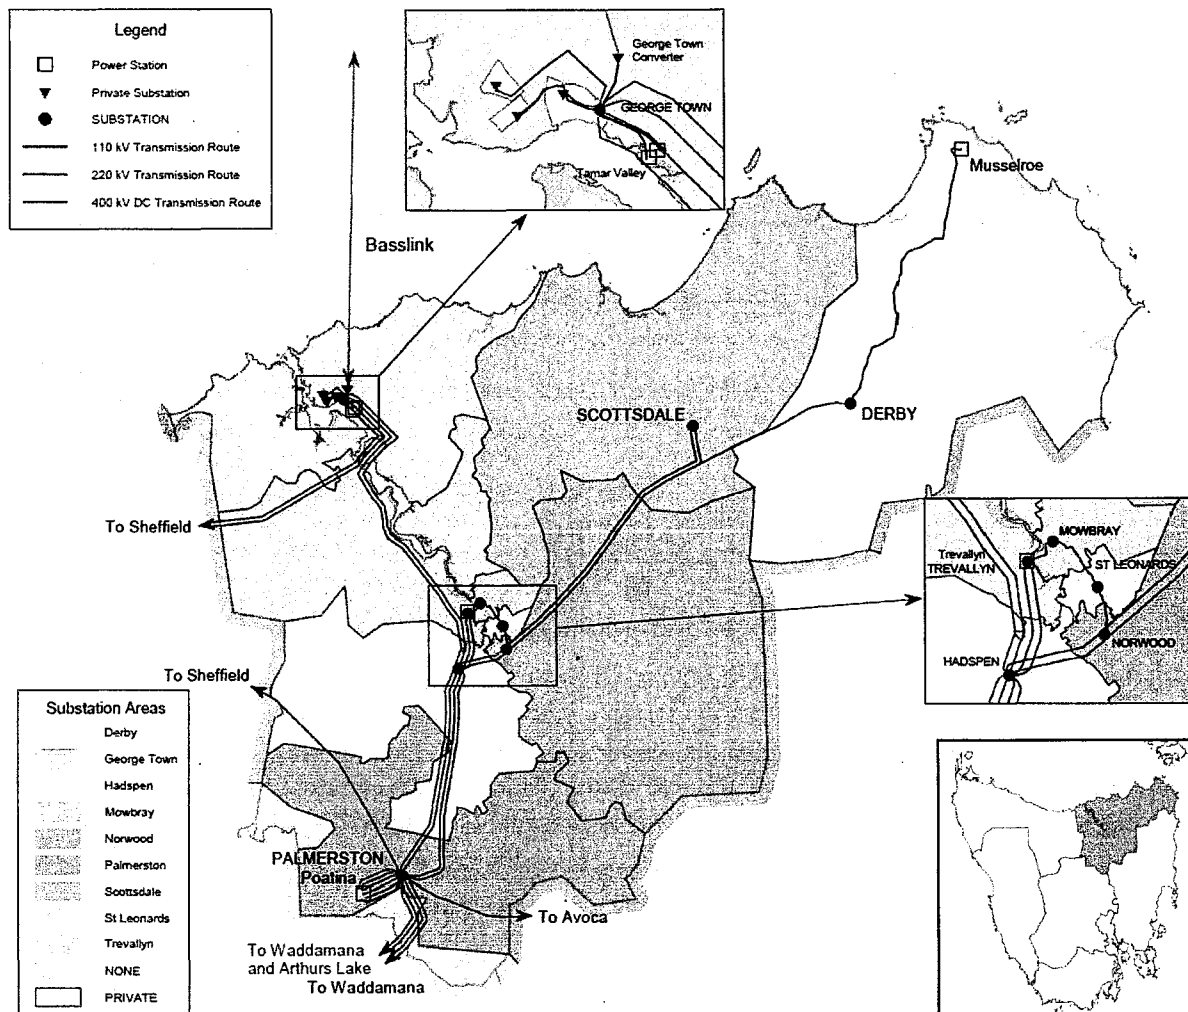 Legend
Power Station
Private Substation
SUBSTATION
110 kV Transmission Route
220 kV Transmission Route
400 kV DC Transmission Route
George Town
Converter
GEORGE TOWN
Tamar Valley
Musselroe
Basslink
SCOTTSDALE
DERBY
To Sheffield
MOWBRAY
Trevallyn
TREVALLYN
ST LEONARDS
NORWOOD
HADSPEN
To Sheffield
Substation Areas
Derby
George Town
Hadspen
Mowbray
Norwood
Palmerston
Scottsdale
St Leonards
Trevallyn
NONE
PRIVATE
PALMERSTON
Poatina
To Avoca
To Waddamana
and Arthurs Lake
To Waddamana